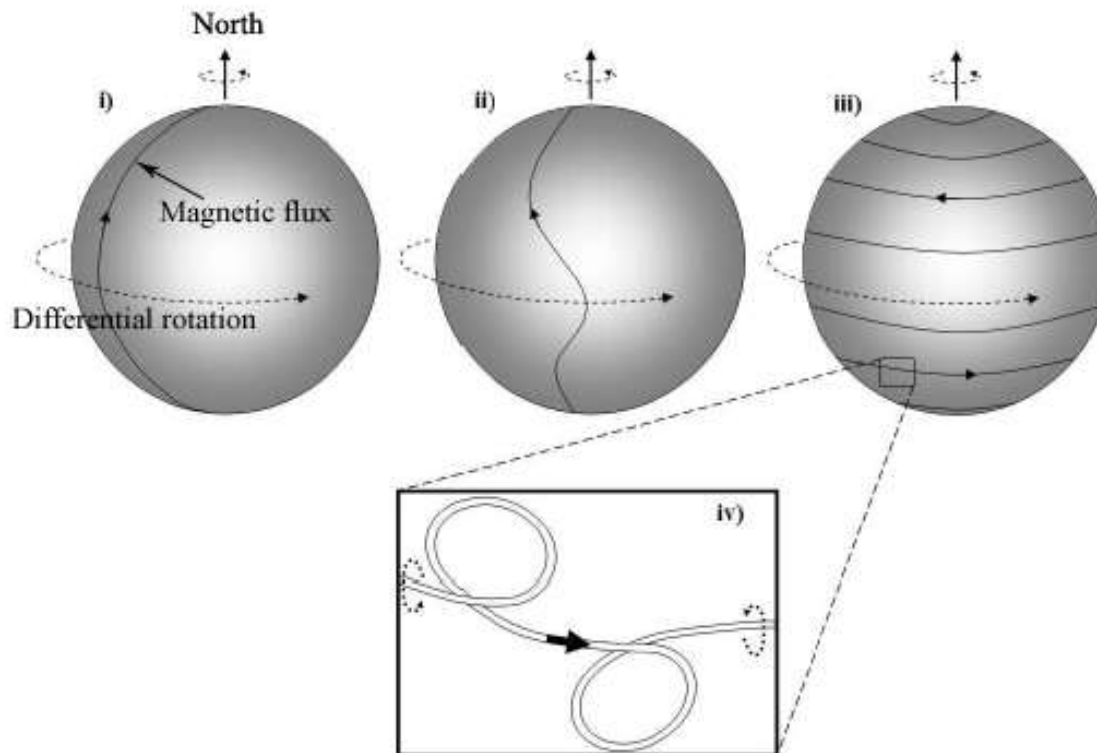 North
i)
ii)
iii)
Magnetic flux
Differential rotation
iv)